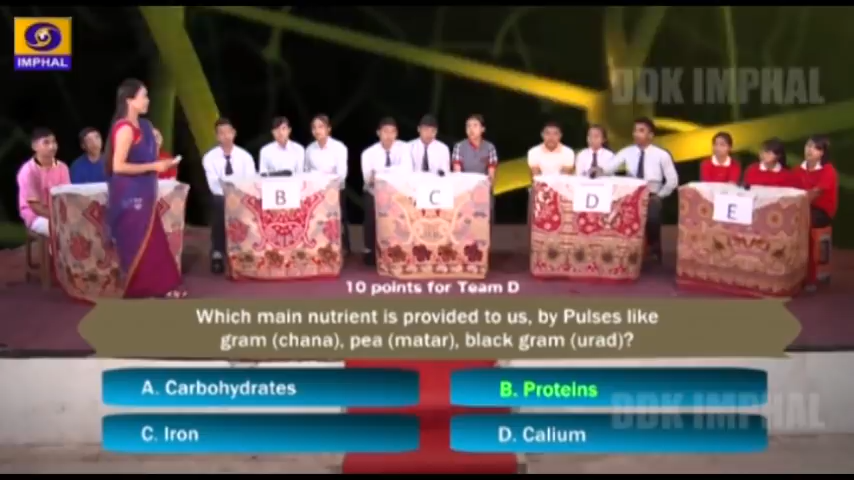 IMPHAL
DDK IMPHAL
B
C
D
E
10 points for Team D
Which main nutrient is provided to us, by Pulses like
gram (chana), pea (matar), black gram (urad)?
A. Carbohydrates
B. Proteins
C. Iron
D. Calium
DDK IMPHAL